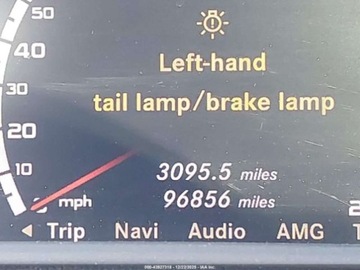 50
40
30
20
10
Left-hand
tail lamp/brake lamp
3095.5 miles
mph 96856 miles
Trip Navi Audio AMG